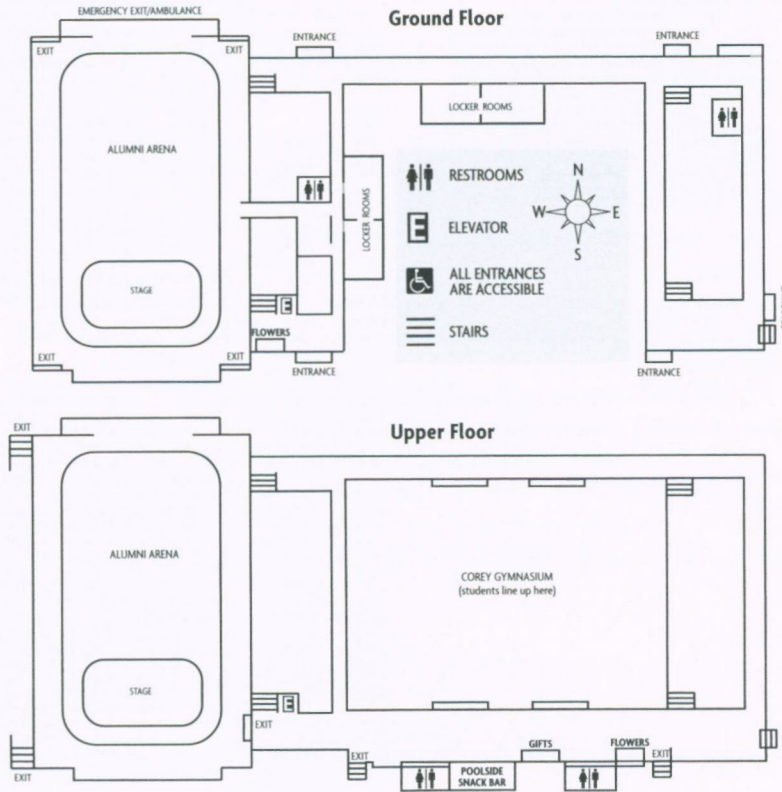 EMERGENCY EXIT/AMBULANCE
Ground Floor
EXIT
EXIT
ENTRANCE
ENTRANCE
LOCKER ROOMS
ALUMNI ARENA
RESTROOMS
N
W
E
S
LOCKER ROOMS
E
ELEVATOR
ALL ENTRANCES
ARE ACCESSIBLE
STAGE
E
FLOWERS
STAIRS
EXIT
EXIT
ENTRANCE
ENTRANCE
EXIT
Upper Floor
ALUMNI ARENA
COREY GYMNASIUM
(students line up here)
STAGE
E
EXIT
GIFTS
FLOWERS
EXIT
EXIT
EXIT
POOLSIDE
SNACK BAR